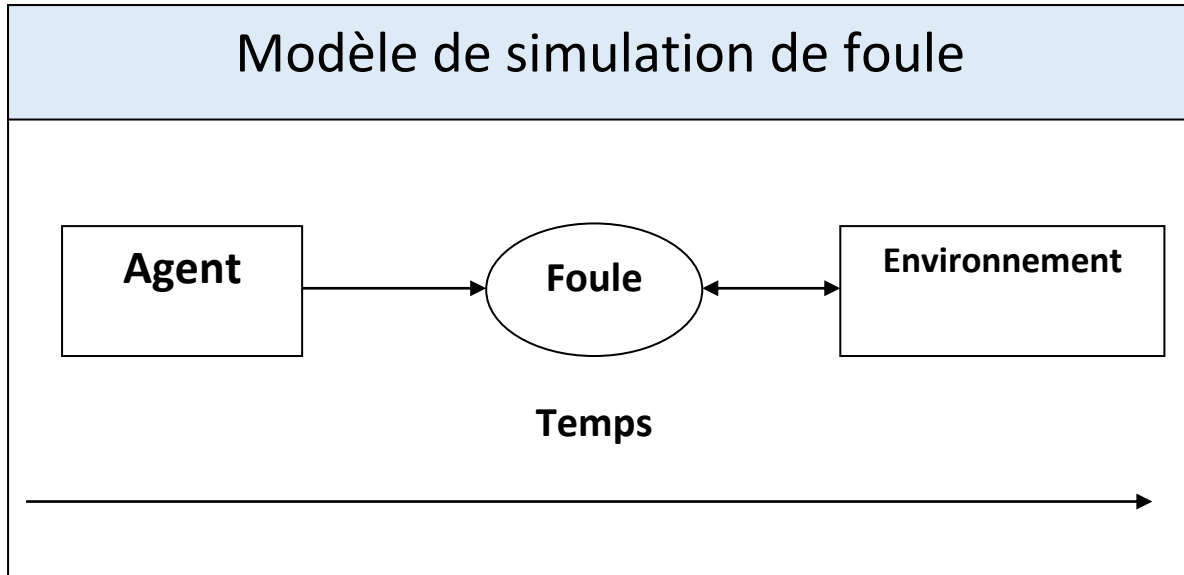 Modèle de simulation de foule
Agent
Foule
Environnement
Temps